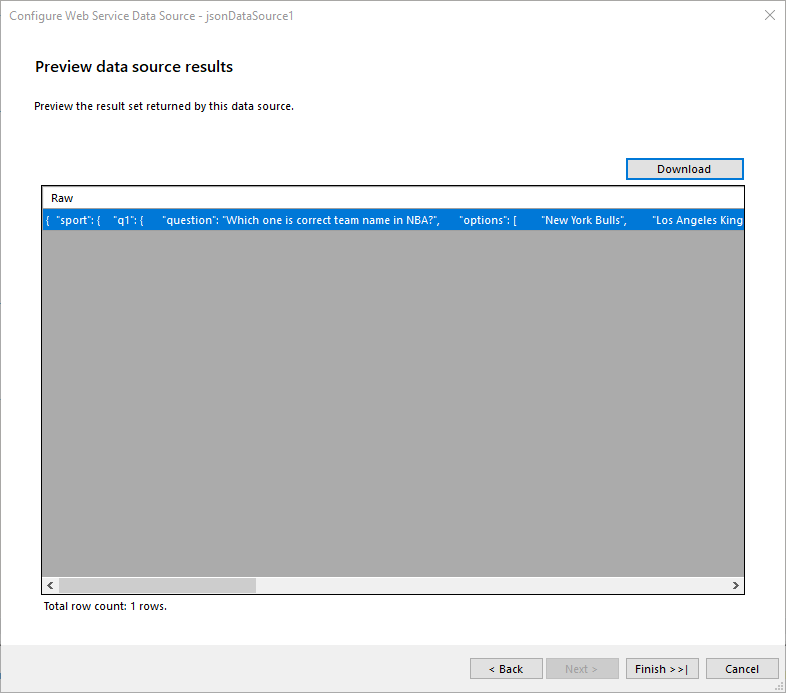 Configure Web Service Data Source - jsonDataSource1
Preview data source results
Preview the result set returned by this data source.
Download
Raw
{ "sport": { "q1": { "question": "Which one is correct team name in NBA?", "options": [ "New York Bulls", "Los Angeles King
Total row count: 1 rows.
< Back Next > Finish >>| Cancel